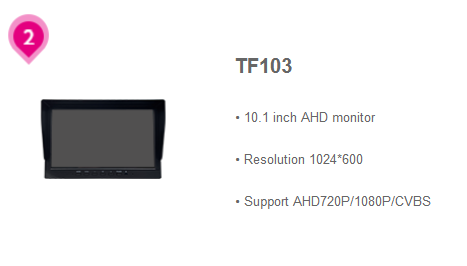 2
TF103
• 10.1 inch AHD monitor
• Resolution 1024*600
• Support AHD720P/1080P/CVBS